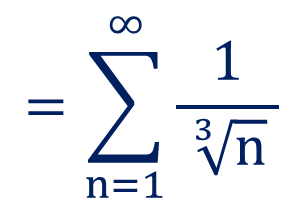 = ∑_{n=1}^{∞} 1/∛n